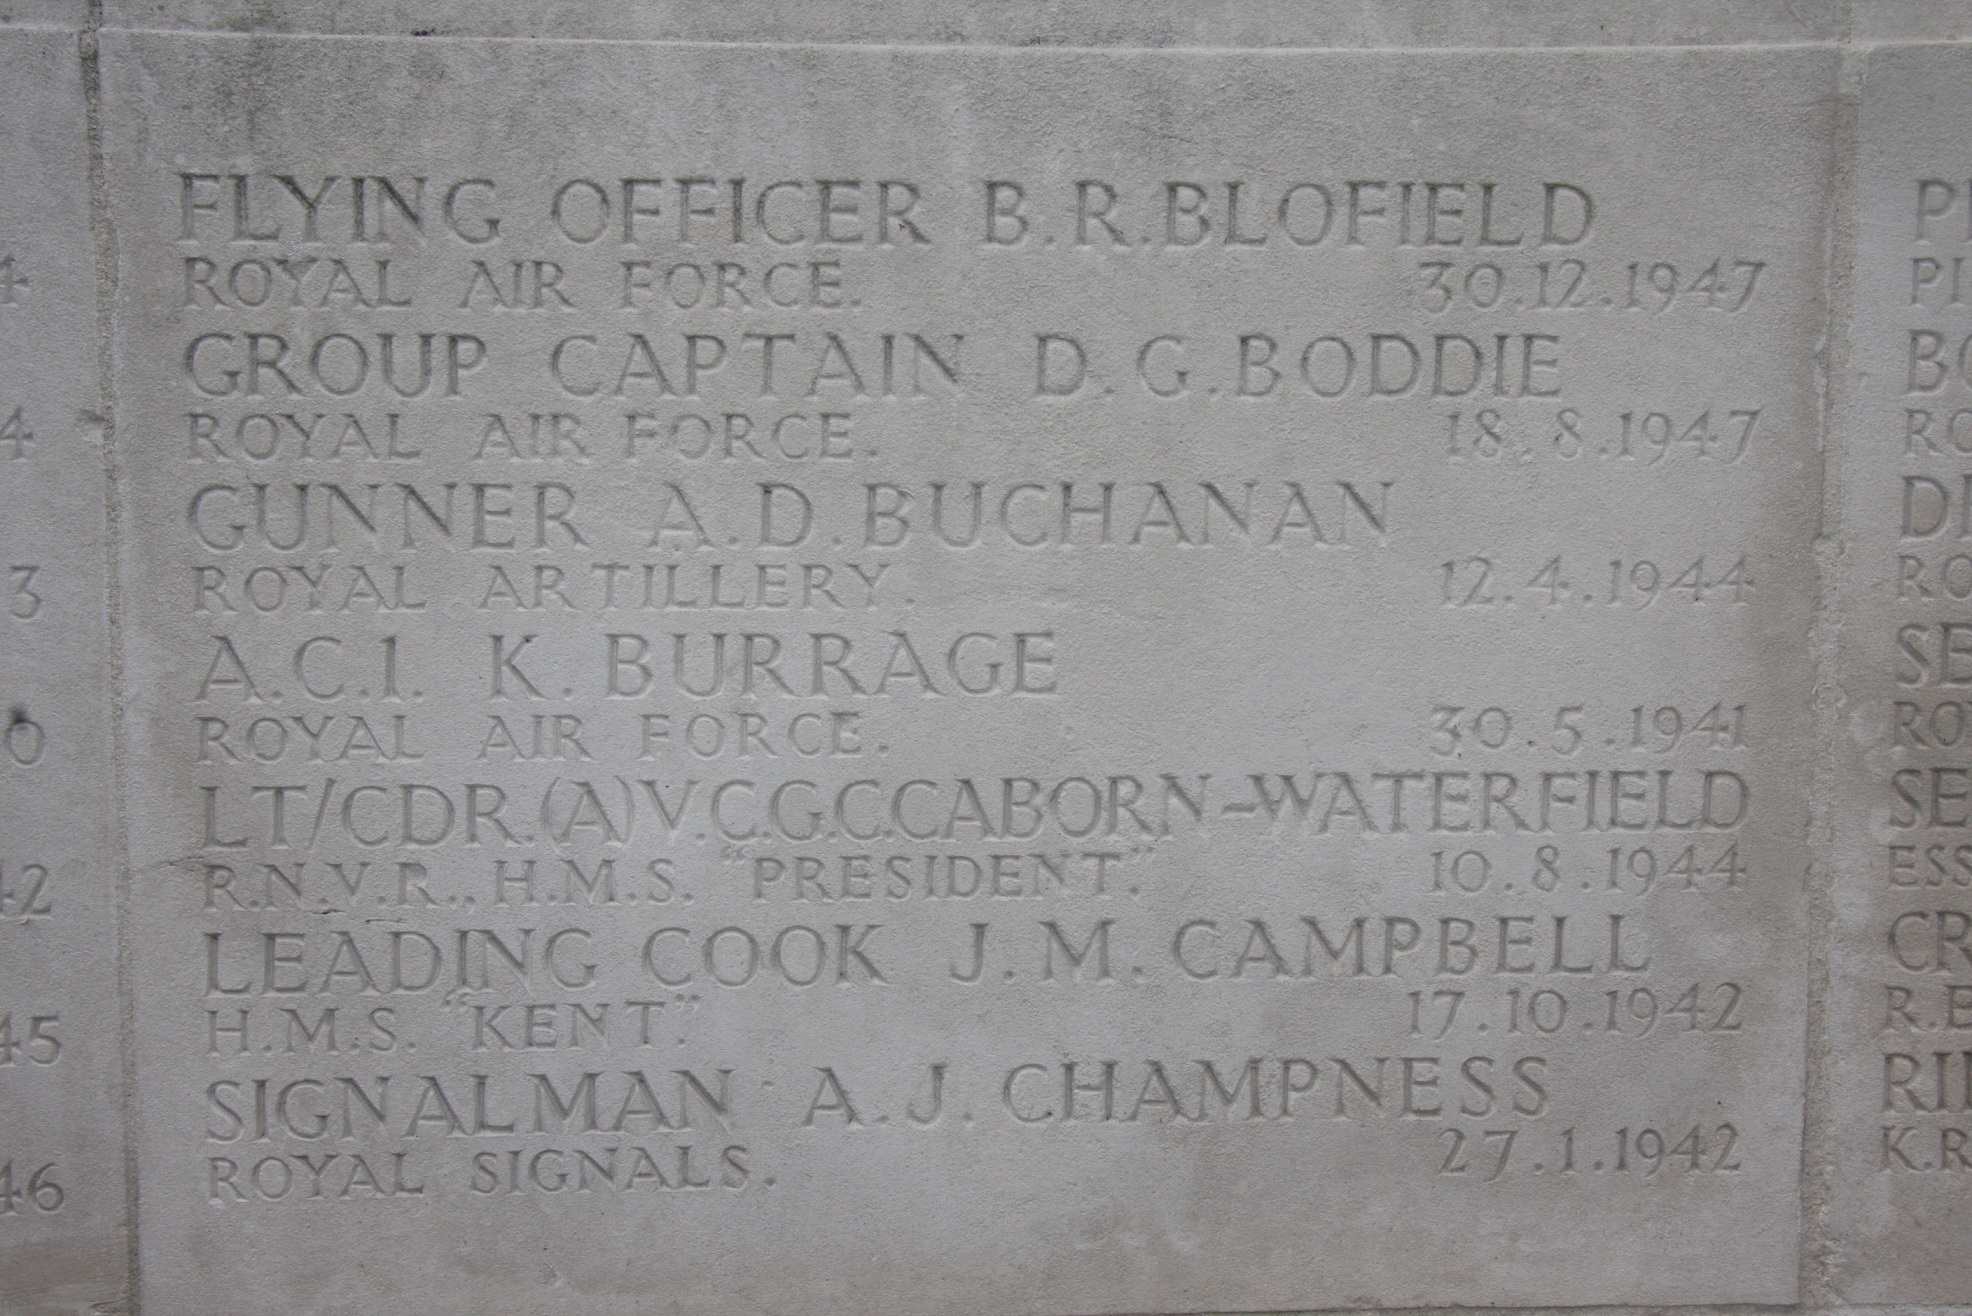 FLYING OFFICER B.R.BLOFIELD
ROYAL AIR FORCE. 30.12.1947
GROUP CAPTAIN D.G.BODDIE
ROYAL AIR FORCE. 18.8.1947
GUNNER A.D.BUCHANAN
ROYAL ARTILLERY. 12.4.1944
A.C.1. K.BURRAGE
ROYAL AIR FORCE. 30.5.1941
LT/CDR.(A)V.C.G.C.CABORN-WATERFIELD
R.N.V.R., H.M.S. "PRESIDENT". 10.8.1944
LEADING COOK J.M.CAMPBELL
H.M.S. "KENT". 17.10.1942
SIGNALMAN A.J.CHAMPNESS
ROYAL SIGNALS. 27.1.1942